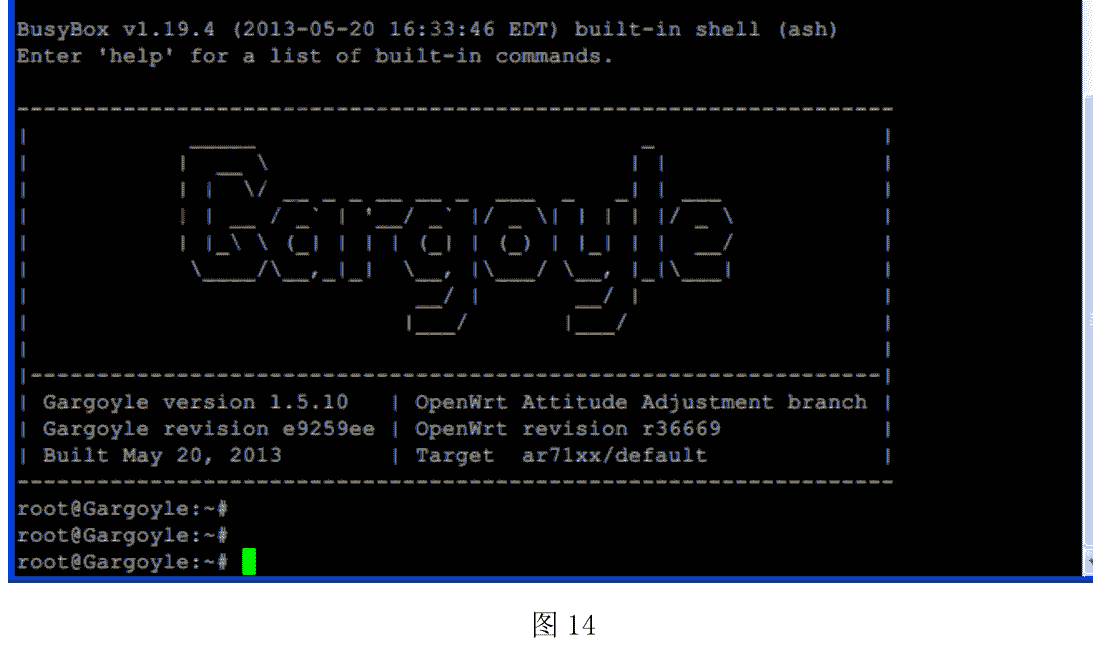 BusyBox v1.19.4 (2013-05-20 16:33:46 EDT) built-in shell (ash)
Enter 'help' for a list of built-in commands.
Gargoyle
Gargoyle version 1.5.10 | OpenWrt Attitude Adjustment branch
Gargoyle revision e9259ee | OpenWrt revision r36669
Built May 20, 2013 | Target ar71xx/default
root@Gargoyle:~#
root@Gargoyle:~#
root@Gargoyle:~#
图 14